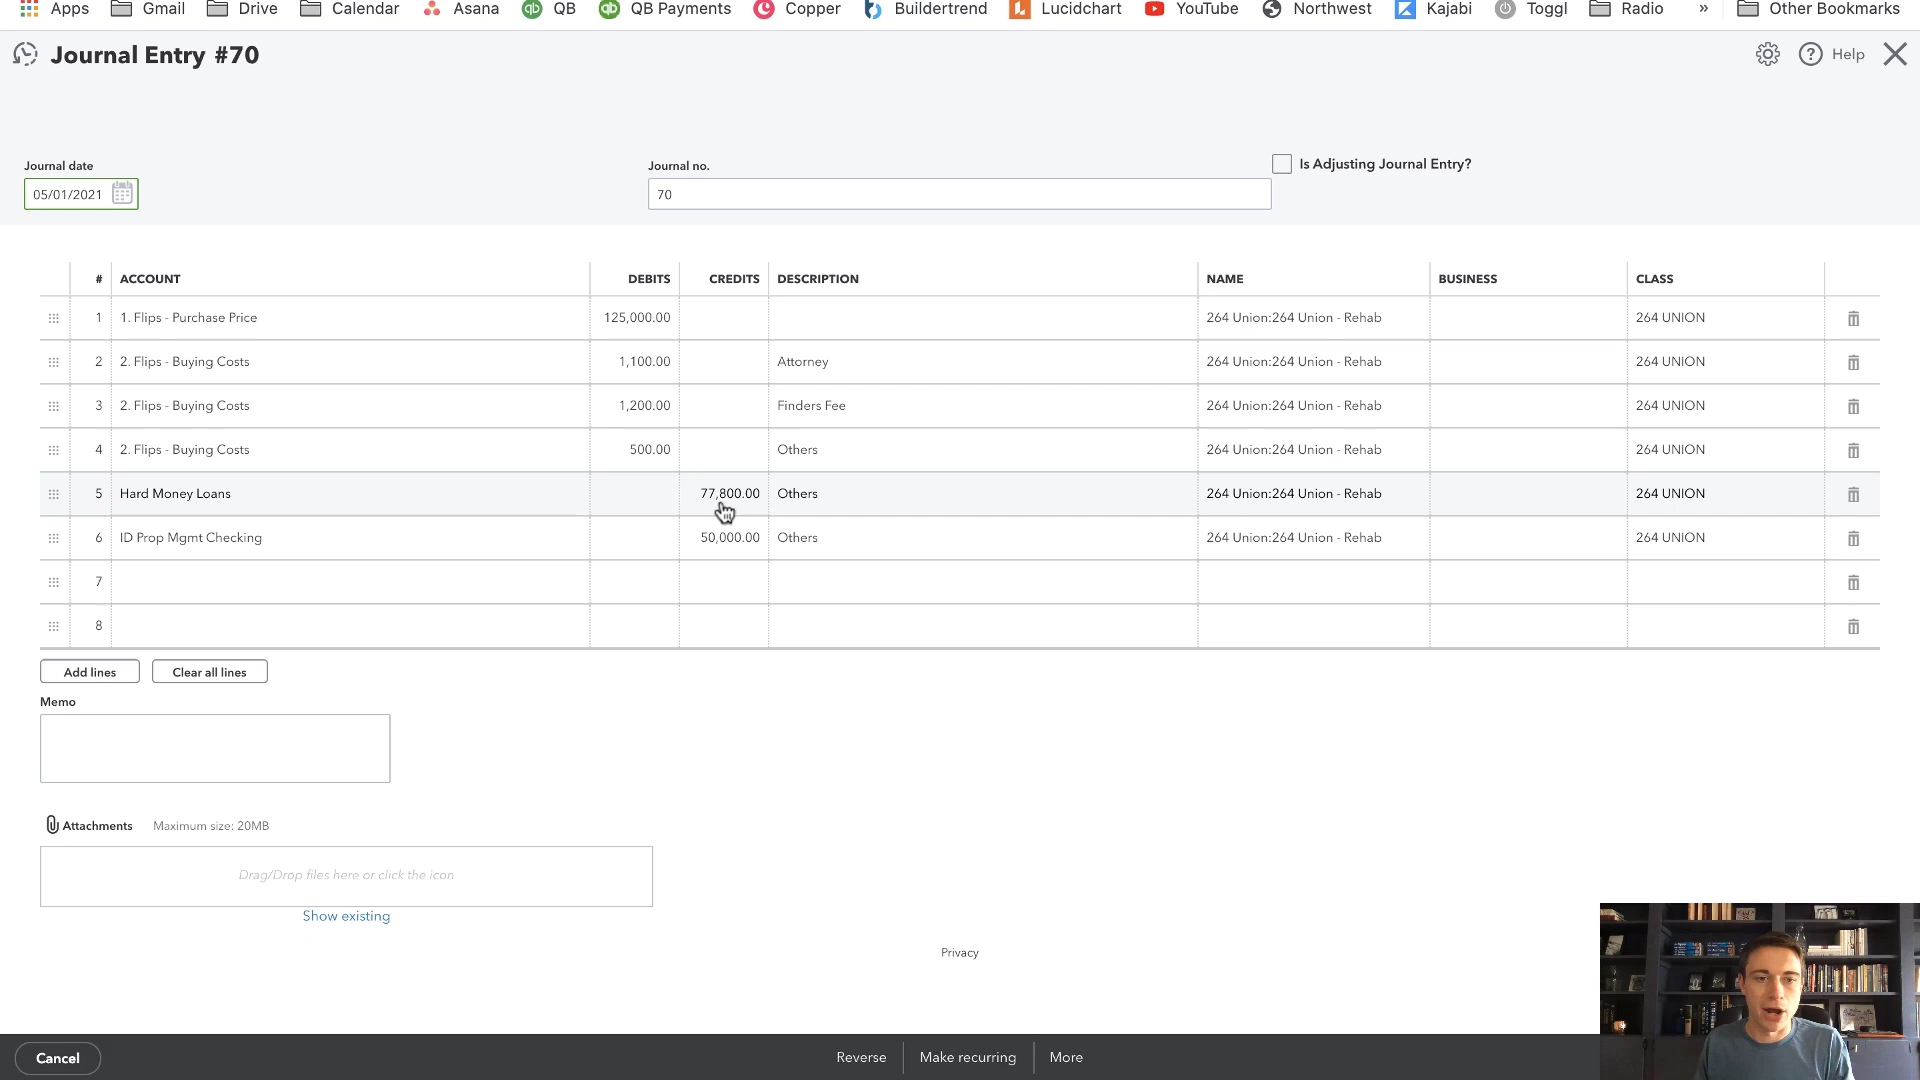 Apps Gmail Drive Calendar Asana QB QB Payments Copper Buildertrend Lucidchart YouTube Northwest Kajabi Toggl Radio » Other Bookmarks
Journal Entry #70
Help
Journal date
05/01/2021
Journal no.
70
Is Adjusting Journal Entry?
# ACCOUNT DEBITS CREDITS DESCRIPTION NAME BUSINESS CLASS
1 1. Flips - Purchase Price 125,000.00 264 Union:264 Union - Rehab 264 UNION
2 2. Flips - Buying Costs 1,100.00 Attorney 264 Union:264 Union - Rehab 264 UNION
3 2. Flips - Buying Costs 1,200.00 Finders Fee 264 Union:264 Union - Rehab 264 UNION
4 2. Flips - Buying Costs 500.00 Others 264 Union:264 Union - Rehab 264 UNION
5 Hard Money Loans 77,800.00 Others 264 Union:264 Union - Rehab 264 UNION
6 ID Prop Mgmt Checking 50,000.00 Others 264 Union:264 Union - Rehab 264 UNION
7
8
Add lines Clear all lines
Memo
Attachments Maximum size: 20MB
Drag/Drop files here or click the icon
Show existing
Privacy
Cancel Reverse Make recurring More